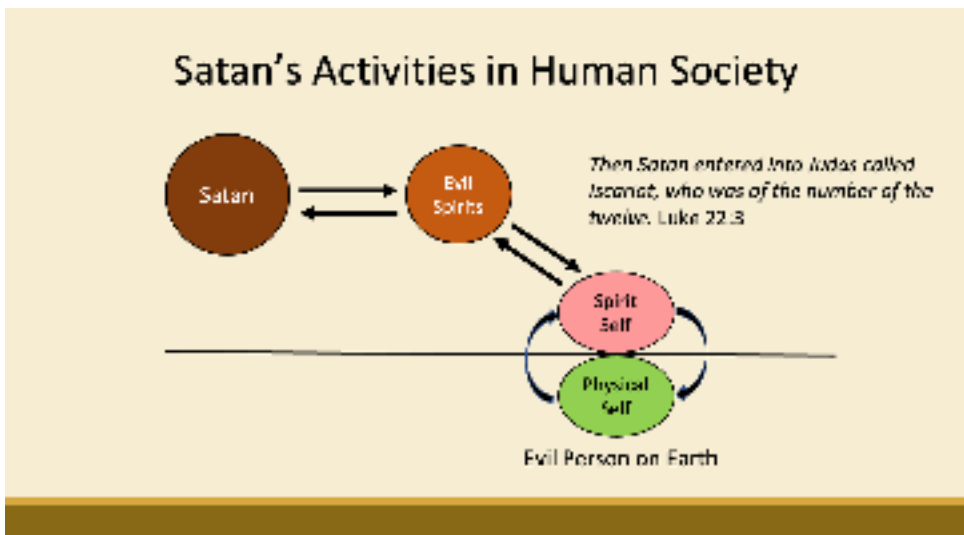 Satan's Activities in Human Society
Satan
Evil
Spirits
Then Satan entered into Judas called
Iscariot, who was of the number of the
twelve. Luke 22:3
Spirit
Self
Physical
Self
Evil Person on Earth